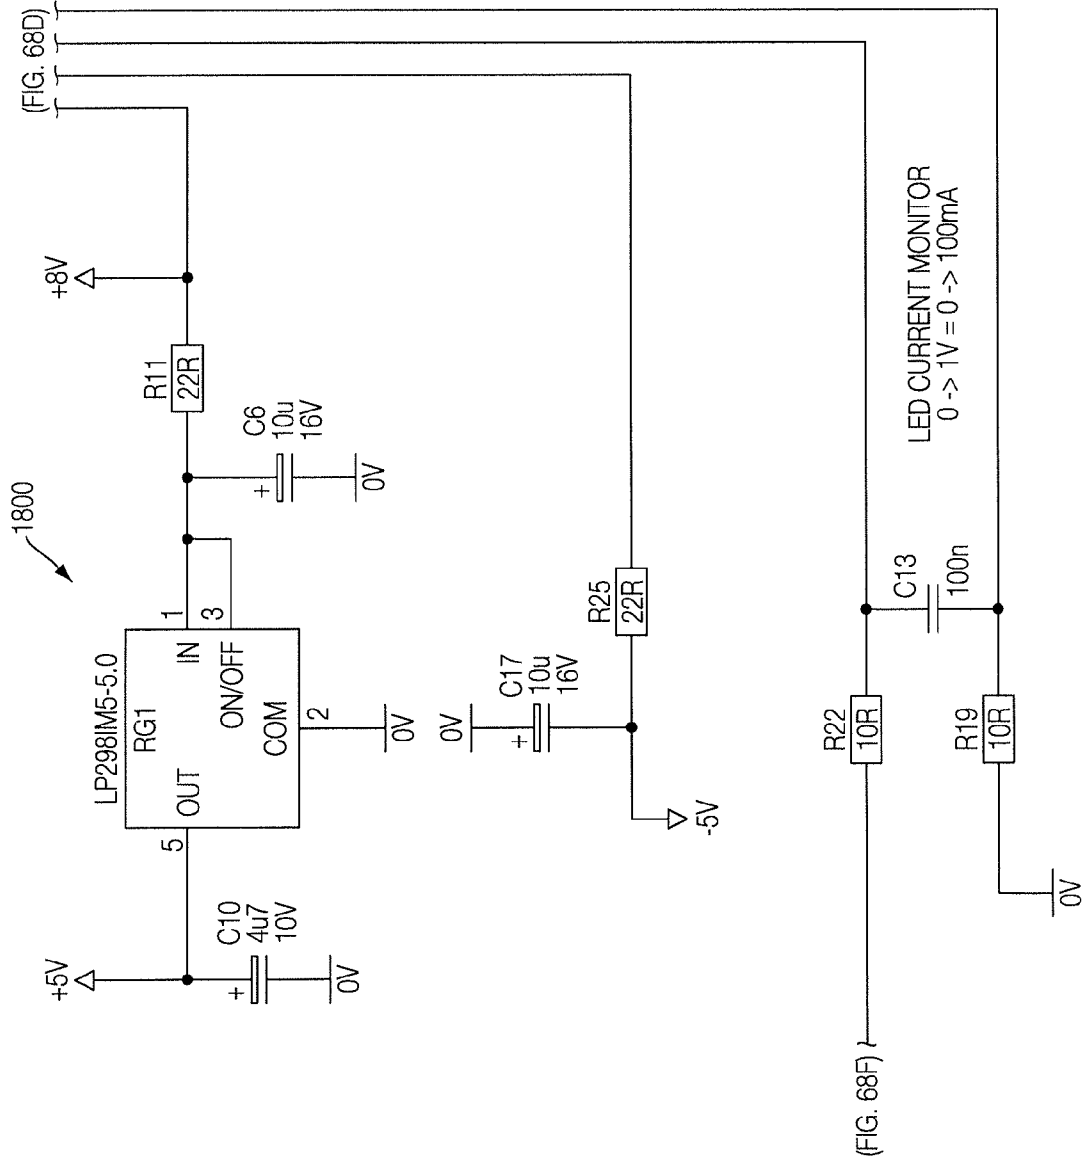 (FIG. 68D)
+8V
R11
22R
C6
10u
16V
+
0V
1800
1
3
IN
ON/OFF
LP298IM5-5.0
RG1
COM
OUT
2
0V
5
+5V
C10
4u7
10V
+
0V
R25
22R
C17
10u
16V
+
0V
-5V
LED CURRENT MONITOR
0 -> 1V = 0 -> 100mA
C13
100n
R22
10R
R19
10R
0V
(FIG. 68F)